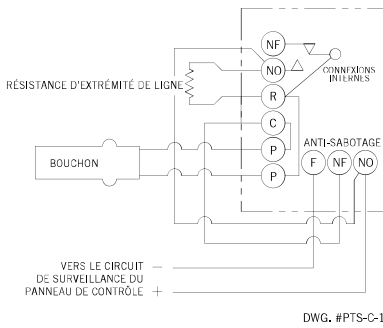 NF
NO
CONNEXIONS
INTERNES
RÉSISTANCE D'EXTRÉMITÉ DE LIGNE
R
C
ANTI-SABOTAGE
P
F
NF
NO
BOUCHON
P
VERS LE CIRCUIT −
DE SURVEILLANCE DU
PANNEAU DE CONTRÔLE +
DWG. #PTS-C-1